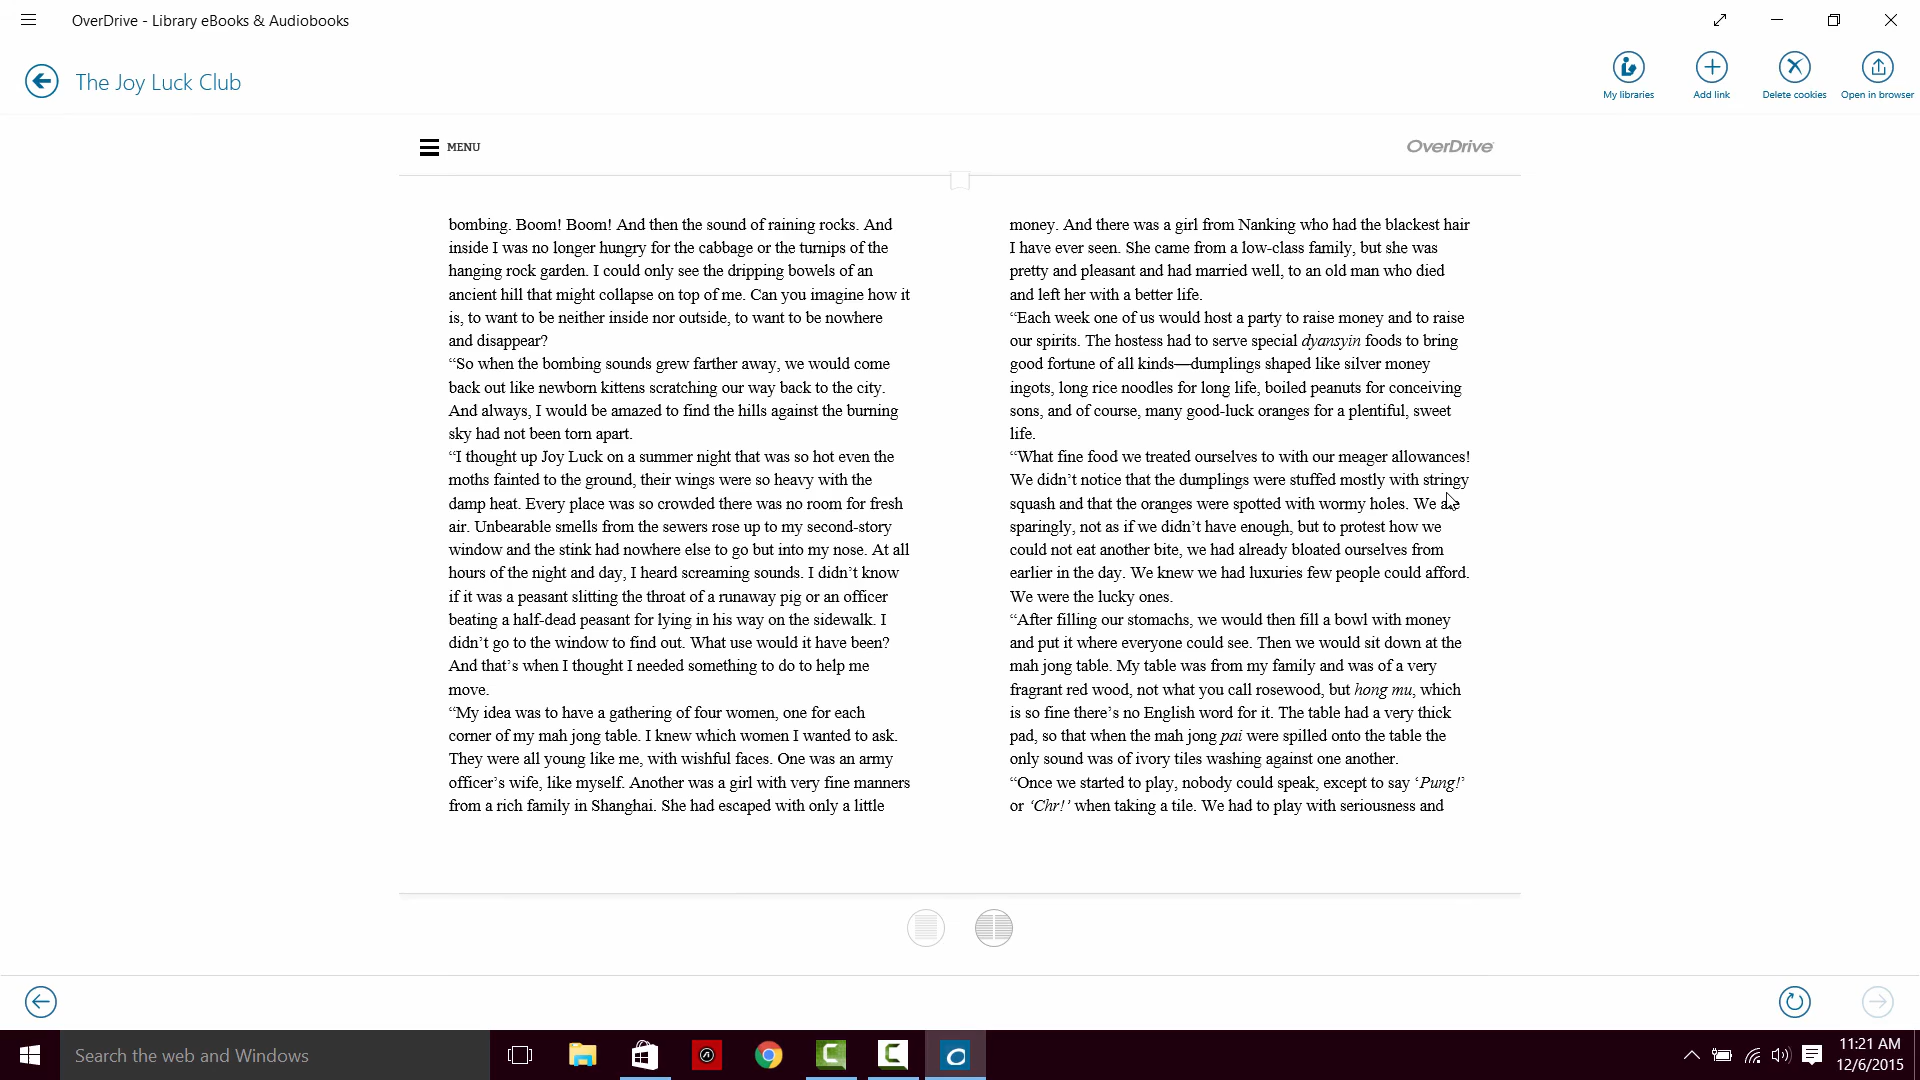 OverDrive - Library eBooks & Audiobooks
The Joy Luck Club
My libraries
Add link
Delete cookies
Open in browser
MENU
OverDrive
bombing. Boom! Boom! And then the sound of raining rocks. And
inside I was no longer hungry for the cabbage or the turnips of the
hanging rock garden. I could only see the dripping bowels of an
ancient hill that might collapse on top of me. Can you imagine how it
is, to want to be neither inside nor outside, to want to be nowhere
and disappear?
“So when the bombing sounds grew farther away, we would come
back out like newborn kittens scratching our way back to the city.
And always, I would be amazed to find the hills against the burning
sky had not been torn apart.
“I thought up Joy Luck on a summer night that was so hot even the
moths fainted to the ground, their wings were so heavy with the
damp heat. Every place was so crowded there was no room for fresh
air. Unbearable smells from the sewers rose up to my second-story
window and the stink had nowhere else to go but into my nose. At all
hours of the night and day, I heard screaming sounds. I didn’t know
if it was a peasant slitting the throat of a runaway pig or an officer
beating a half-dead peasant for lying in his way on the sidewalk. I
didn’t go to the window to find out. What use would it have been?
And that’s when I thought I needed something to do to help me
move.
“My idea was to have a gathering of four women, one for each
corner of my mah jong table. I knew which women I wanted to ask.
They were all young like me, with wishful faces. One was an army
officer’s wife, like myself. Another was a girl with very fine manners
from a rich family in Shanghai. She had escaped with only a little
money. And there was a girl from Nanking who had the blackest hair
I have ever seen. She came from a low-class family, but she was
pretty and pleasant and had married well, to an old man who died
and left her with a better life.
“Each week one of us would host a party to raise money and to raise
our spirits. The hostess had to serve special dyansyin foods to bring
good fortune of all kinds—dumplings shaped like silver money
ingots, long rice noodles for long life, boiled peanuts for conceiving
sons, and of course, many good-luck oranges for a plentiful, sweet
life.
“What fine food we treated ourselves to with our meager allowances!
We didn’t notice that the dumplings were stuffed mostly with stringy
squash and that the oranges were spotted with wormy holes. We ate
sparingly, not as if we didn’t have enough, but to protest how we
could not eat another bite, we had already bloated ourselves from
earlier in the day. We knew we had luxuries few people could afford.
We were the lucky ones.
“After filling our stomachs, we would then fill a bowl with money
and put it where everyone could see. Then we would sit down at the
mah jong table. My table was from my family and was of a very
fragrant red wood, not what you call rosewood, but hong mu, which
is so fine there’s no English word for it. The table had a very thick
pad, so that when the mah jong pai were spilled onto the table the
only sound was of ivory tiles washing against one another.
“Once we started to play, nobody could speak, except to say ‘Pung!’
or ‘Chr!’ when taking a tile. We had to play with seriousness and
Search the web and Windows
11:21 AM
12/6/2015